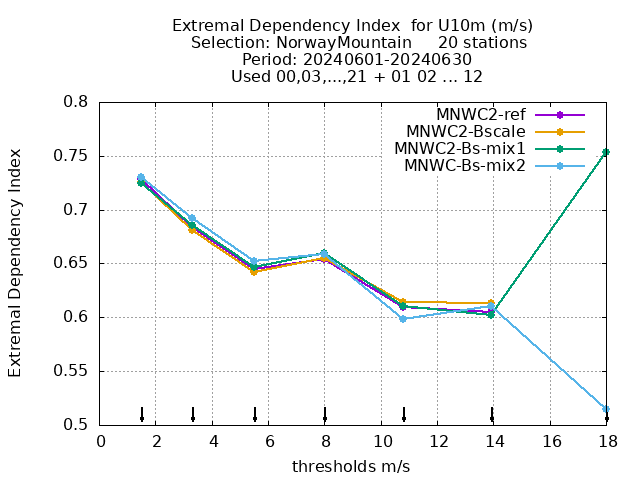 Extremal Dependency Index  for U10m (m/s)
Selection: NorwayMountain     20 stations
Period: 20240601-20240630
Used 00,03,...,21 + 01 02 ... 12
MNWC2-ref
MNWC2-Bscale
MNWC2-Bs-mix1
MNWC-Bs-mix2
Extremal Dependency Index
0.8
0.75
0.7
0.65
0.6
0.55
0.5
0 2 4 6 8 10 12 14 16 18
thresholds m/s